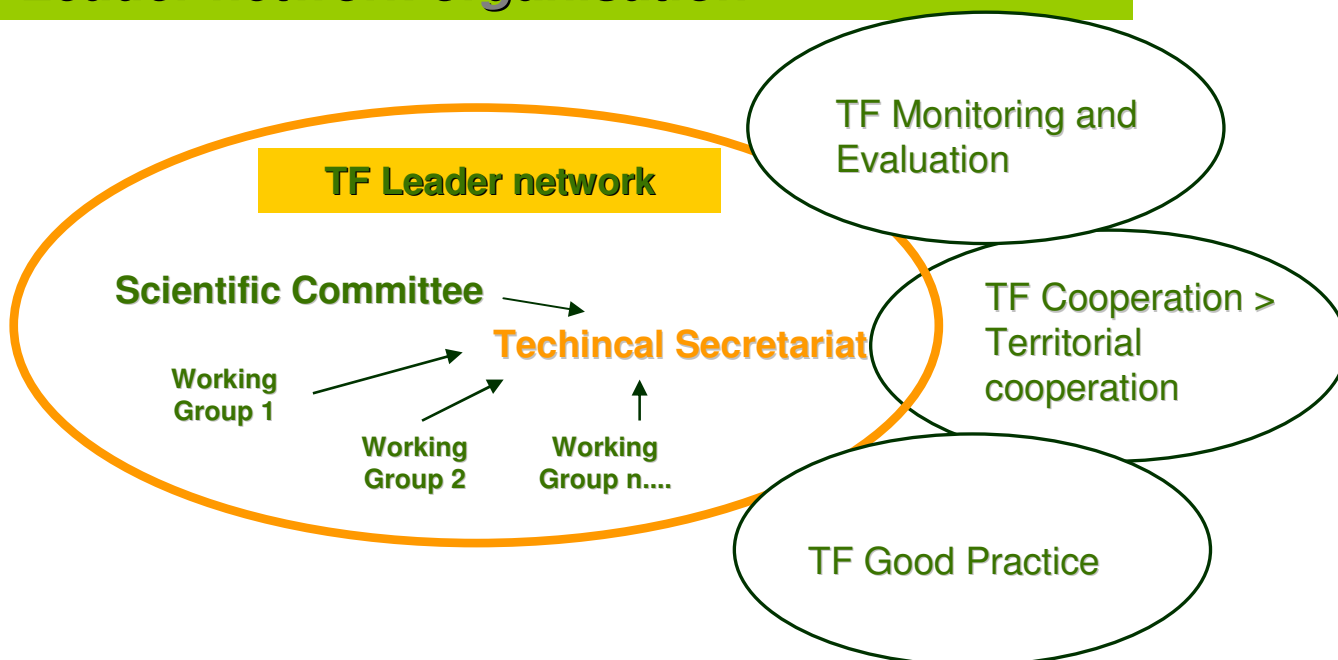 TF Monitoring and
Evaluation
TF Leader network
Scientific Committee
TF Cooperation >
Territorial
cooperation
Techincal Secretariat
Working
Group 1
Working
Group 2
Working
Group n....
TF Good Practice